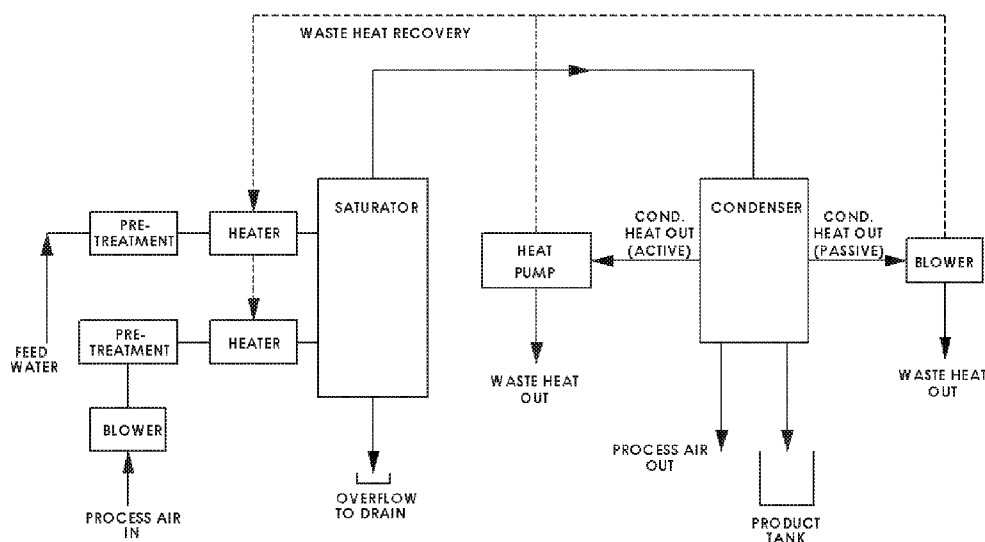 WASTE HEAT RECOVERY
SATURATOR
CONDENSER
PRE-
TREATMENT
HEATER
COND.
HEAT OUT
(ACTIVE)
COND.
HEAT OUT
(PASSIVE)
HEAT
PUMP
BLOWER
FEED
WATER
PRE-
TREATMENT
HEATER
WASTE HEAT
OUT
WASTE HEAT
OUT
BLOWER
PROCESS AIR
OUT
OVERFLOW
TO DRAIN
PROCESS AIR
IN
PRODUCT
TANK